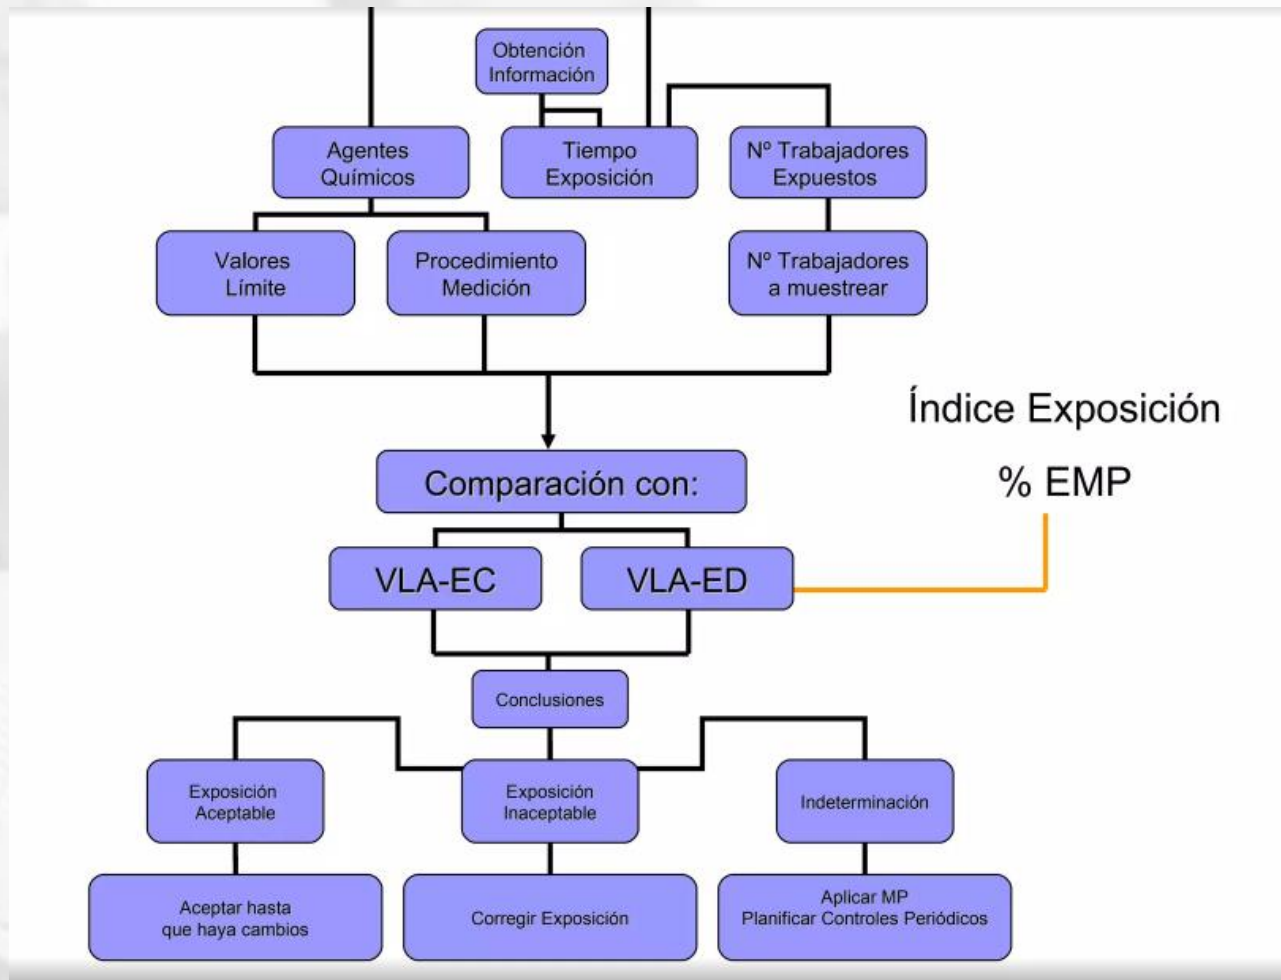 Obtención
Información
Agentes
Químicos
Tiempo
Exposición
Nº Trabajadores
Expuestos
Valores
Límite
Procedimiento
Medición
Nº Trabajadores
a muestrear
Índice Exposición
% EMP
Comparación con:
VLA-EC
VLA-ED
Conclusiones
Exposición
Aceptable
Exposición
Inaceptable
Indeterminación
Aceptar hasta
que haya cambios
Corregir Exposición
Aplicar MP
Planificar Controles Periódicos